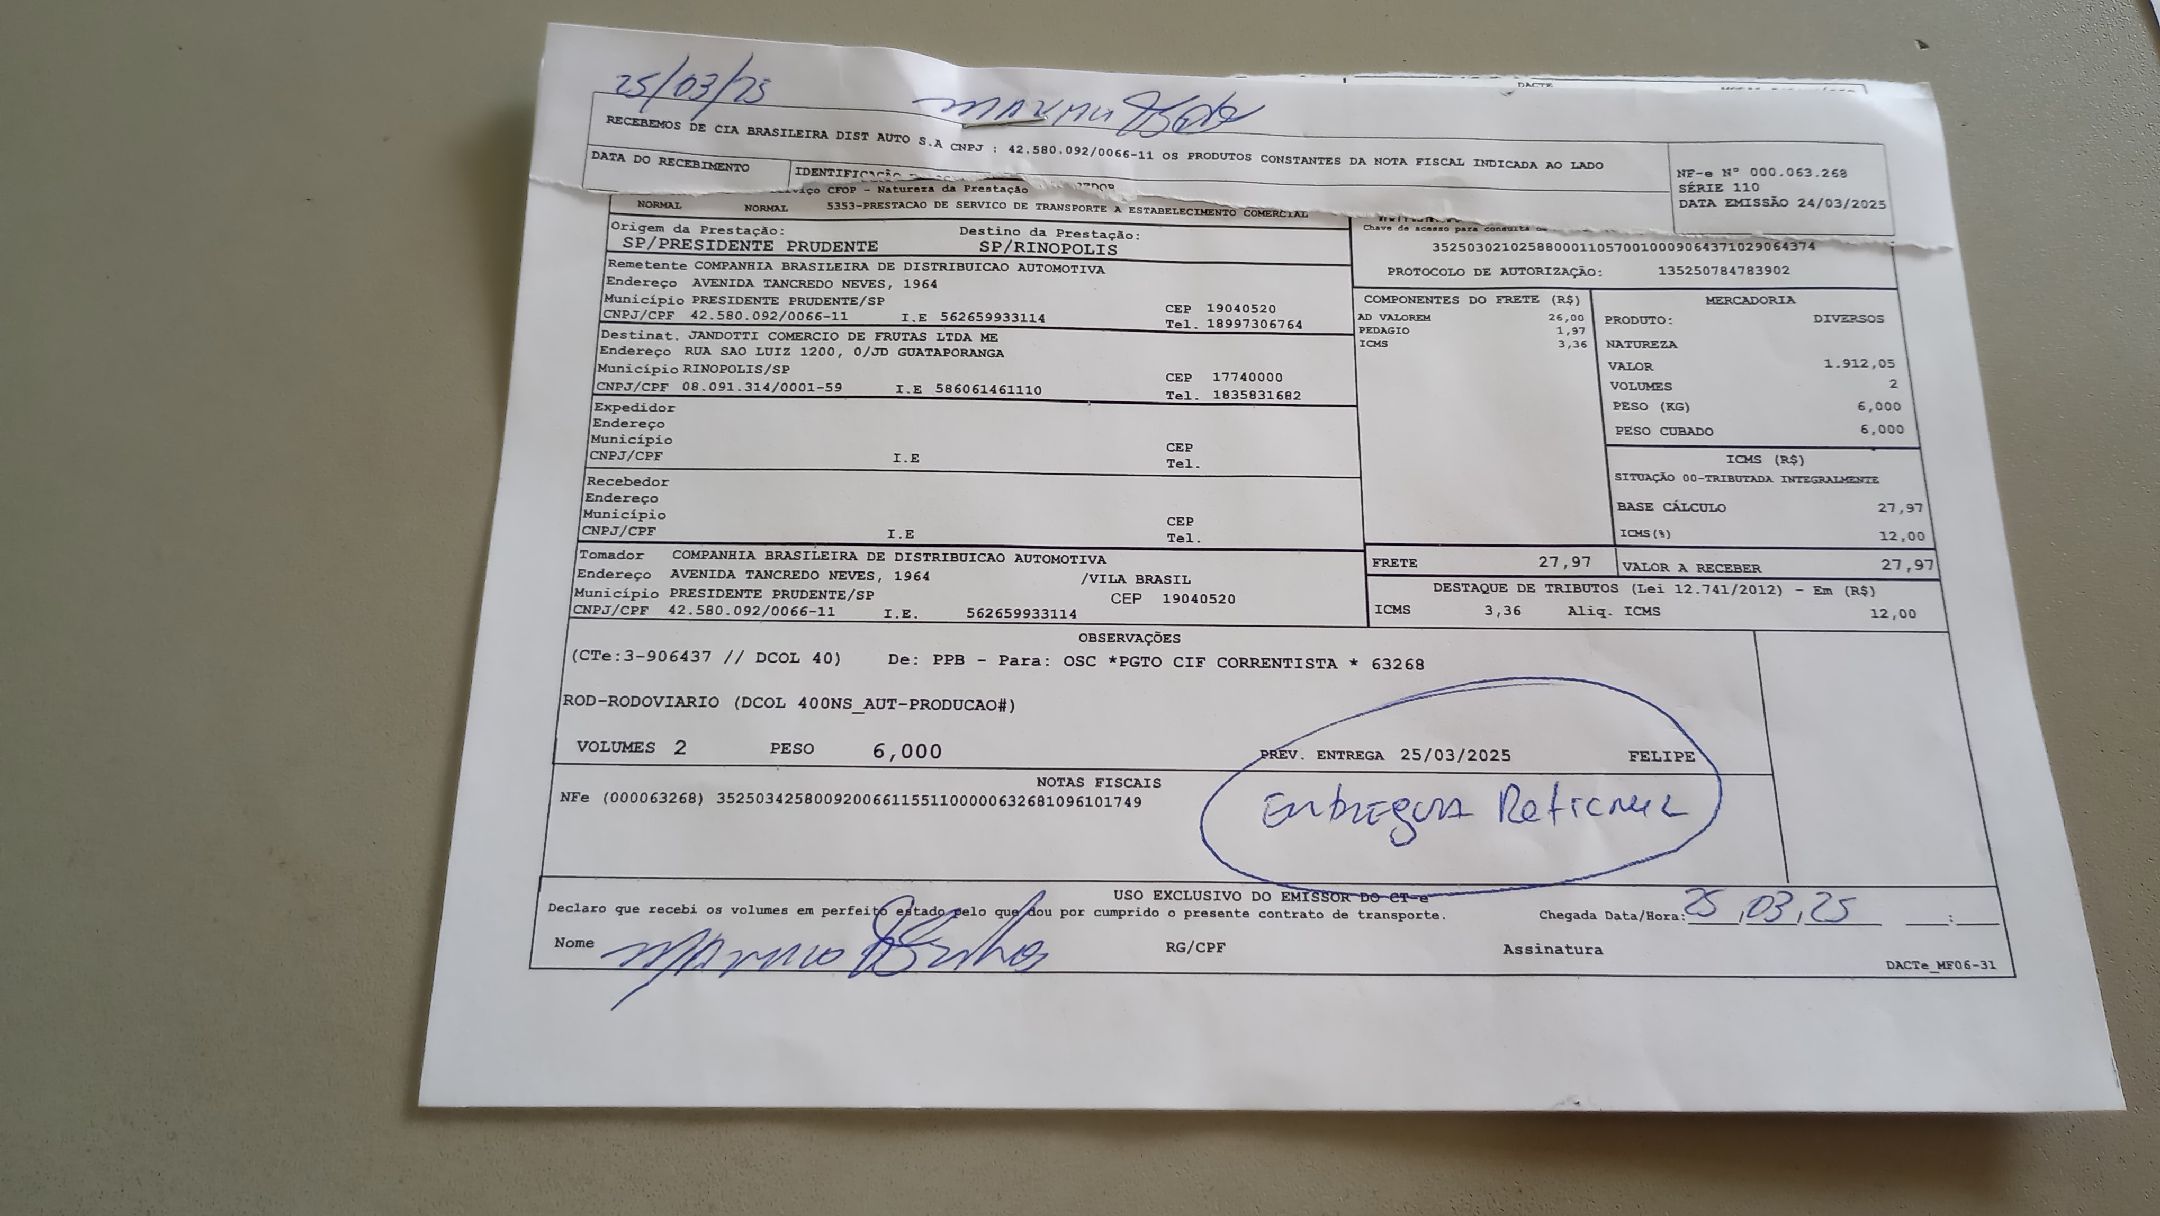 25/03/25
DACTE
RECEBEMOS DE CIA BRASILEIRA DIST AUTO S.A CNPJ : 42.580.092/0066-11 OS PRODUTOS CONSTANTES DA NOTA FISCAL INDICADA AO LADO
DATA DO RECEBIMENTO
NF-e Nº 000.063.268
SÉRIE 110
DATA EMISSÃO 24/03/2025
CFOP - Natureza da Prestação
NORMAL NORMAL 5353-PRESTACAO DE SERVICO DE TRANSPORTE A ESTABELECIMENTO COMERCIAL
Origem da Prestação: Destino da Prestação:
SP/PRESIDENTE PRUDENTE SP/RINOPOLIS
Chave de acesso para consulta
35250302102588000110570010009064371029064374
PROTOCOLO DE AUTORIZAÇÃO: 135250784783902
Remetente COMPANHIA BRASILEIRA DE DISTRIBUICAO AUTOMOTIVA
Endereço AVENIDA TANCREDO NEVES, 1964
Município PRESIDENTE PRUDENTE/SP CEP 19040520
CNPJ/CPF 42.580.092/0066-11 I.E 562659933114 Tel. 18997306764
Destinat. JANDOTTI COMERCIO DE FRUTAS LTDA ME
Endereço RUA SAO LUIZ 1200, 0/JD GUATAPORANGA
Município RINOPOLIS/SP CEP 17740000
CNPJ/CPF 08.091.314/0001-59 I.E 586061461110 Tel. 1835831682
Expedidor
Endereço
Município CEP
CNPJ/CPF I.E Tel.
Recebedor
Endereço
Município CEP
CNPJ/CPF I.E Tel.
Tomador COMPANHIA BRASILEIRA DE DISTRIBUICAO AUTOMOTIVA
Endereço AVENIDA TANCREDO NEVES, 1964 /VILA BRASIL
Município PRESIDENTE PRUDENTE/SP CEP 19040520
CNPJ/CPF 42.580.092/0066-11 I.E. 562659933114
COMPONENTES DO FRETE (R$)
AD VALOREM 26,00
PEDAGIO 1,97
ICMS 3,36
MERCADORIA
PRODUTO: DIVERSOS
NATUREZA
VALOR 1.912,05
VOLUMES 2
PESO (KG) 6,000
PESO CUBADO 6,000
ICMS (R$)
SITUAÇÃO 00-TRIBUTADA INTEGRALMENTE
BASE CÁLCULO 27,97
ICMS(%) 12,00
FRETE 27,97 VALOR A RECEBER 27,97
DESTAQUE DE TRIBUTOS (Lei 12.741/2012) - Em (R$)
ICMS 3,36 Aliq. ICMS 12,00
OBSERVAÇÕES
(CTe:3-906437 // DCOL 40) De: PPB - Para: OSC *PGTO CIF CORRENTISTA * 63268
ROD-RODOVIARIO (DCOL 400NS_AUT-PRODUCAO#)
VOLUMES 2 PESO 6,000 PREV. ENTREGA 25/03/2025 FELIPE
NOTAS FISCAIS
NFe (000063268) 35250342580092006611551100000632681096101749
USO EXCLUSIVO DO EMISSOR DO CT-e
Declaro que recebi os volumes em perfeito estado pelo que dou por cumprido o presente contrato de transporte. Chegada Data/Hora: 25,03,25 :
Nome RG/CPF Assinatura
DACTe_MF06-31